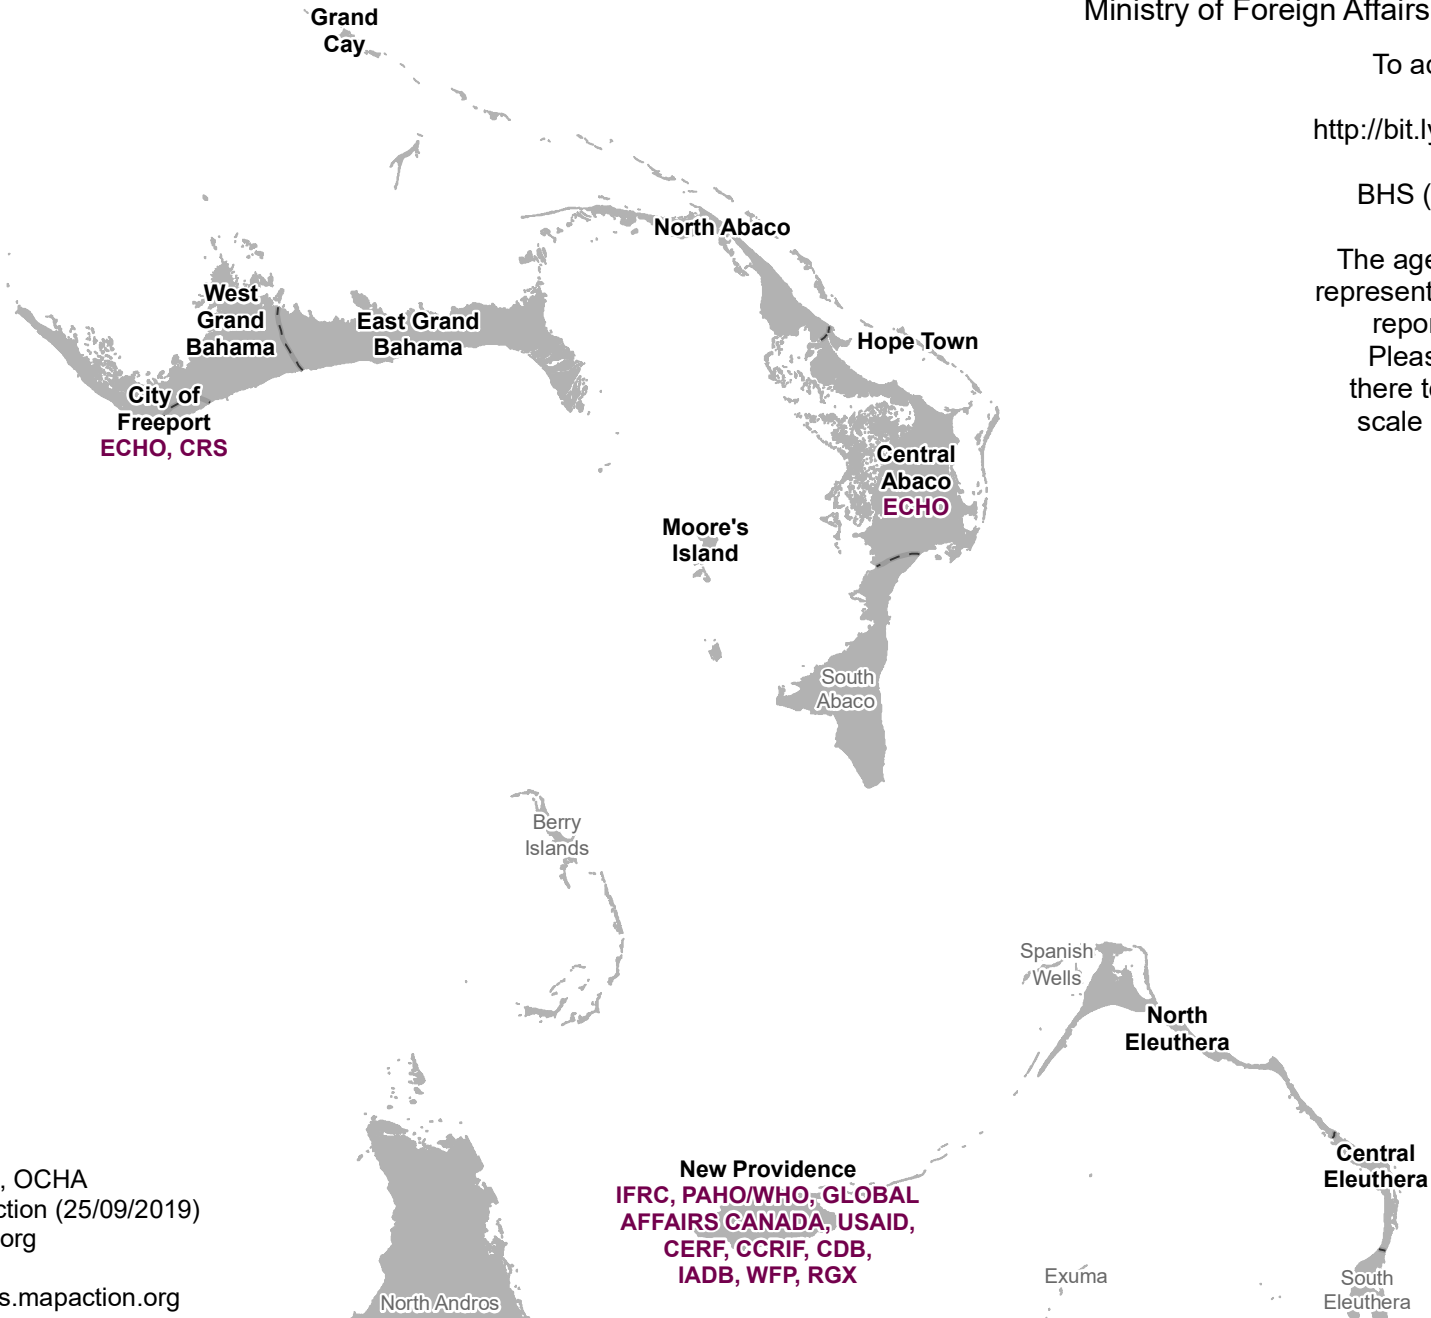 Grand
Cay
Ministry of Foreign Affairs
To
http://bit.ly
BHS (
The
represent
Pleas
there
scale
North Abaco
West
Grand
Bahama
East Grand
Bahama
Hope Town
City of
Freeport
ECHO, CRS
Central
Abaco
ECHO
Moore's
Island
South
Abaco
Berry
Islands
Spanish
Wells
North
Eleuthera
Central
Eleuthera
New Providence
IFRC, PAHO/WHO, GLOBAL
AFFAIRS CANADA, USAID,
CERF, CCRIF, CDB,
IADB, WFP, RGX
Exuma
South
Eleuthera
North Andros
, OCHA
ction (25/09/2019)
org
s.mapaction.org